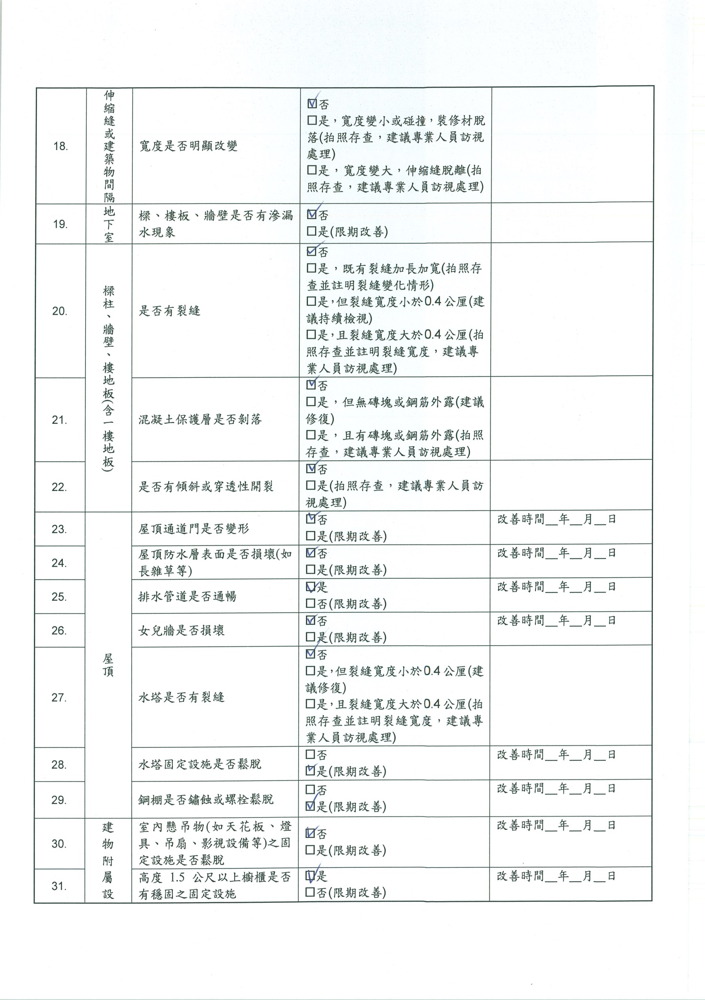 18.
伸縮縫或建築物間隔
寬度是否明顯改變
☑否
□是，寬度變小或碰撞，裝修材脫
落(拍照存查，建議專業人員訪視
處理)
□是，寬度變大，伸縮縫脫離(拍
照存查，建議專業人員訪視處理)
19.
地下室
樑、樓板、牆壁是否有滲漏
水現象
☑否
□是(限期改善)
樑柱、牆壁、樓地板(含一樓地板)
20.
是否有裂縫
☑否
□是，既有裂縫加長加寬(拍照存
查並註明裂縫變化情形)
□是，但裂縫寬度小於0.4公厘(建
議持續檢視)
□是，且裂縫寬度大於0.4公厘(拍
照存查並註明裂縫寬度，建議專
業人員訪視處理)
21.
混凝土保護層是否剝落
☑否
□是，但無磚塊或鋼筋外露(建議
修復)
□是，且有磚塊或鋼筋外露(拍照
存查，建議專業人員訪視處理)
22.
是否有傾斜或穿透性開裂
☑否
□是(拍照存查，建議專業人員訪
視處理)
屋頂
23.
屋頂通道門是否變形
☑否
□是(限期改善)
改善時間__年__月__日
24.
屋頂防水層表面是否損壞(如
長雜草等)
☑否
□是(限期改善)
改善時間__年__月__日
25.
排水管道是否通暢
☑是
□否(限期改善)
改善時間__年__月__日
26.
女兒牆是否損壞
☑否
□是(限期改善)
改善時間__年__月__日
27.
水塔是否有裂縫
☑否
□是，但裂縫寬度小於0.4公厘(建
議修復)
□是，且裂縫寬度大於0.4公厘(拍
照存查並註明裂縫寬度，建議專
業人員訪視處理)
28.
水塔固定設施是否鬆脫
□否
☑是(限期改善)
改善時間__年__月__日
29.
鋼棚是否鏽蝕或螺栓鬆脫
□否
☑是(限期改善)
改善時間__年__月__日
建物附屬設
30.
室內懸吊物(如天花板、燈
具、吊扇、影視設備等)之固
定設施是否鬆脫
☑否
□是(限期改善)
改善時間__年__月__日
31.
高度 1.5 公尺以上櫥櫃是否
有穩固之固定設施
☑是
□否(限期改善)
改善時間__年__月__日